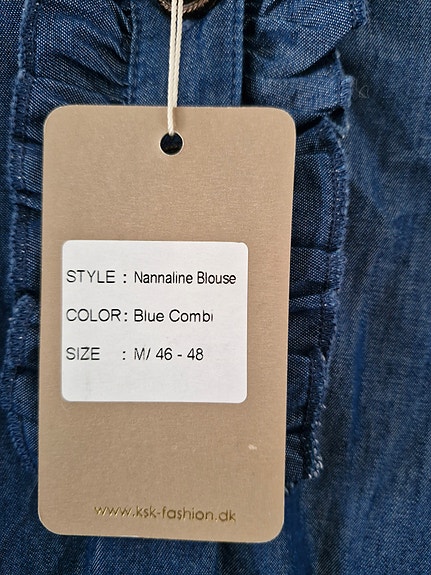 STYLE : Nannaline Blouse
COLOR : Blue Combi
SIZE : M/ 46 - 48
www.ksk-fashion.dk